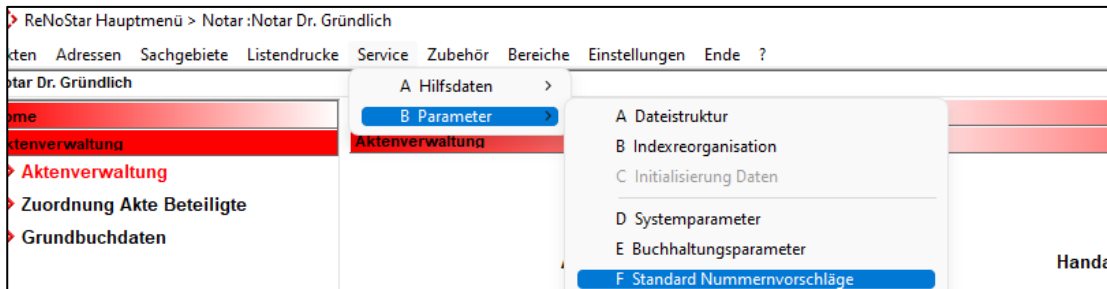 ReNoStar Hauptmenü > Notar :Notar Dr. Gründlich
kten Adressen Sachgebiete Listendrucke Service Zubehör Bereiche Einstellungen Ende ?
otar Dr. Gründlich
A Hilfsdaten >
ome
B Parameter >
A Dateistruktur
ktenverwaltung
Aktenverwaltung
B Indexreorganisation
Aktenverwaltung
C Initialisierung Daten
Zuordnung Akte Beteiligte
D Systemparameter
Grundbuchdaten
E Buchhaltungsparameter
Handa
F Standard Nummernvorschläge